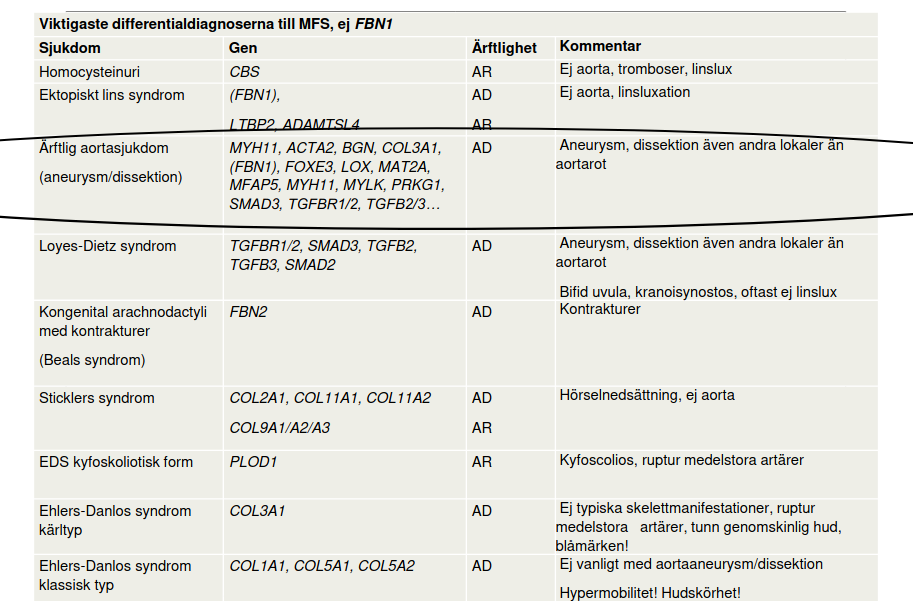 Viktigaste differentialdiagnoserna till MFS, ej FBN1
Sjukdom Gen Ärftlighet Kommentar
Homocysteinuri CBS AR Ej aorta, tromboser, linslux
Ektopiskt lins syndrom (FBN1), AD Ej aorta, linsluxation
LTBP2, ADAMTSL4 AR
Ärftlig aortasjukdom MYH11, ACTA2, BGN, COL3A1, AD Aneurysm, dissektion även andra lokaler än
(FBN1), FOXE3, LOX, MAT2A, aortarot
(aneurysm/dissektion) MFAP5, MYH11, MYLK, PRKG1,
SMAD3, TGFBR1/2, TGFB2/3…
Loyes-Dietz syndrom TGFBR1/2, SMAD3, TGFB2, AD Aneurysm, dissektion även andra lokaler än
TGFB3, SMAD2 aortarot
Bifid uvula, kranoisynostos, oftast ej linslux
Kongenital arachnodactyli FBN2 AD Kontrakturer
med kontrakturer
(Beals syndrom)
Sticklers syndrom COL2A1, COL11A1, COL11A2 AD Hörselnedsättning, ej aorta
COL9A1/A2/A3 AR
EDS kyfoskoliotisk form PLOD1 AR Kyfoscolios, ruptur medelstora artärer
Ehlers-Danlos syndrom COL3A1 AD Ej typiska skelettmanifestationer, ruptur
kärltyp medelstora artärer, tunn genomskinlig hud,
blåmärken!
Ehlers-Danlos syndrom COL1A1, COL5A1, COL5A2 AD Ej vanligt med aortaaneurysm/dissektion
klassisk typ Hypermobilitet! Hudskörhet!